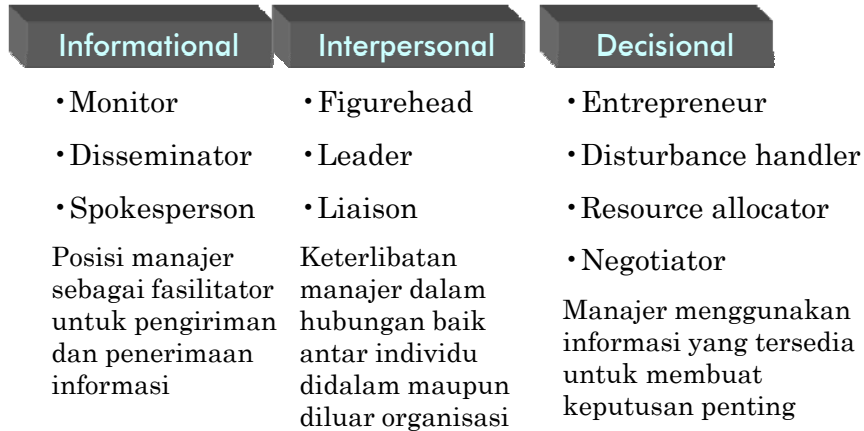 Informational
• Monitor
• Disseminator
• Spokesperson
Posisi manajer
sebagai fasilitator
untuk pengiriman
dan penerimaan
informasi
Interpersonal
• Figurehead
• Leader
• Liaison
Keterlibatan
manajer dalam
hubungan baik
antar individu
didalam maupun
diluar organisasi
Decisional
• Entrepreneur
• Disturbance handler
• Resource allocator
• Negotiator
Manajer menggunakan
informasi yang tersedia
untuk membuat
keputusan penting